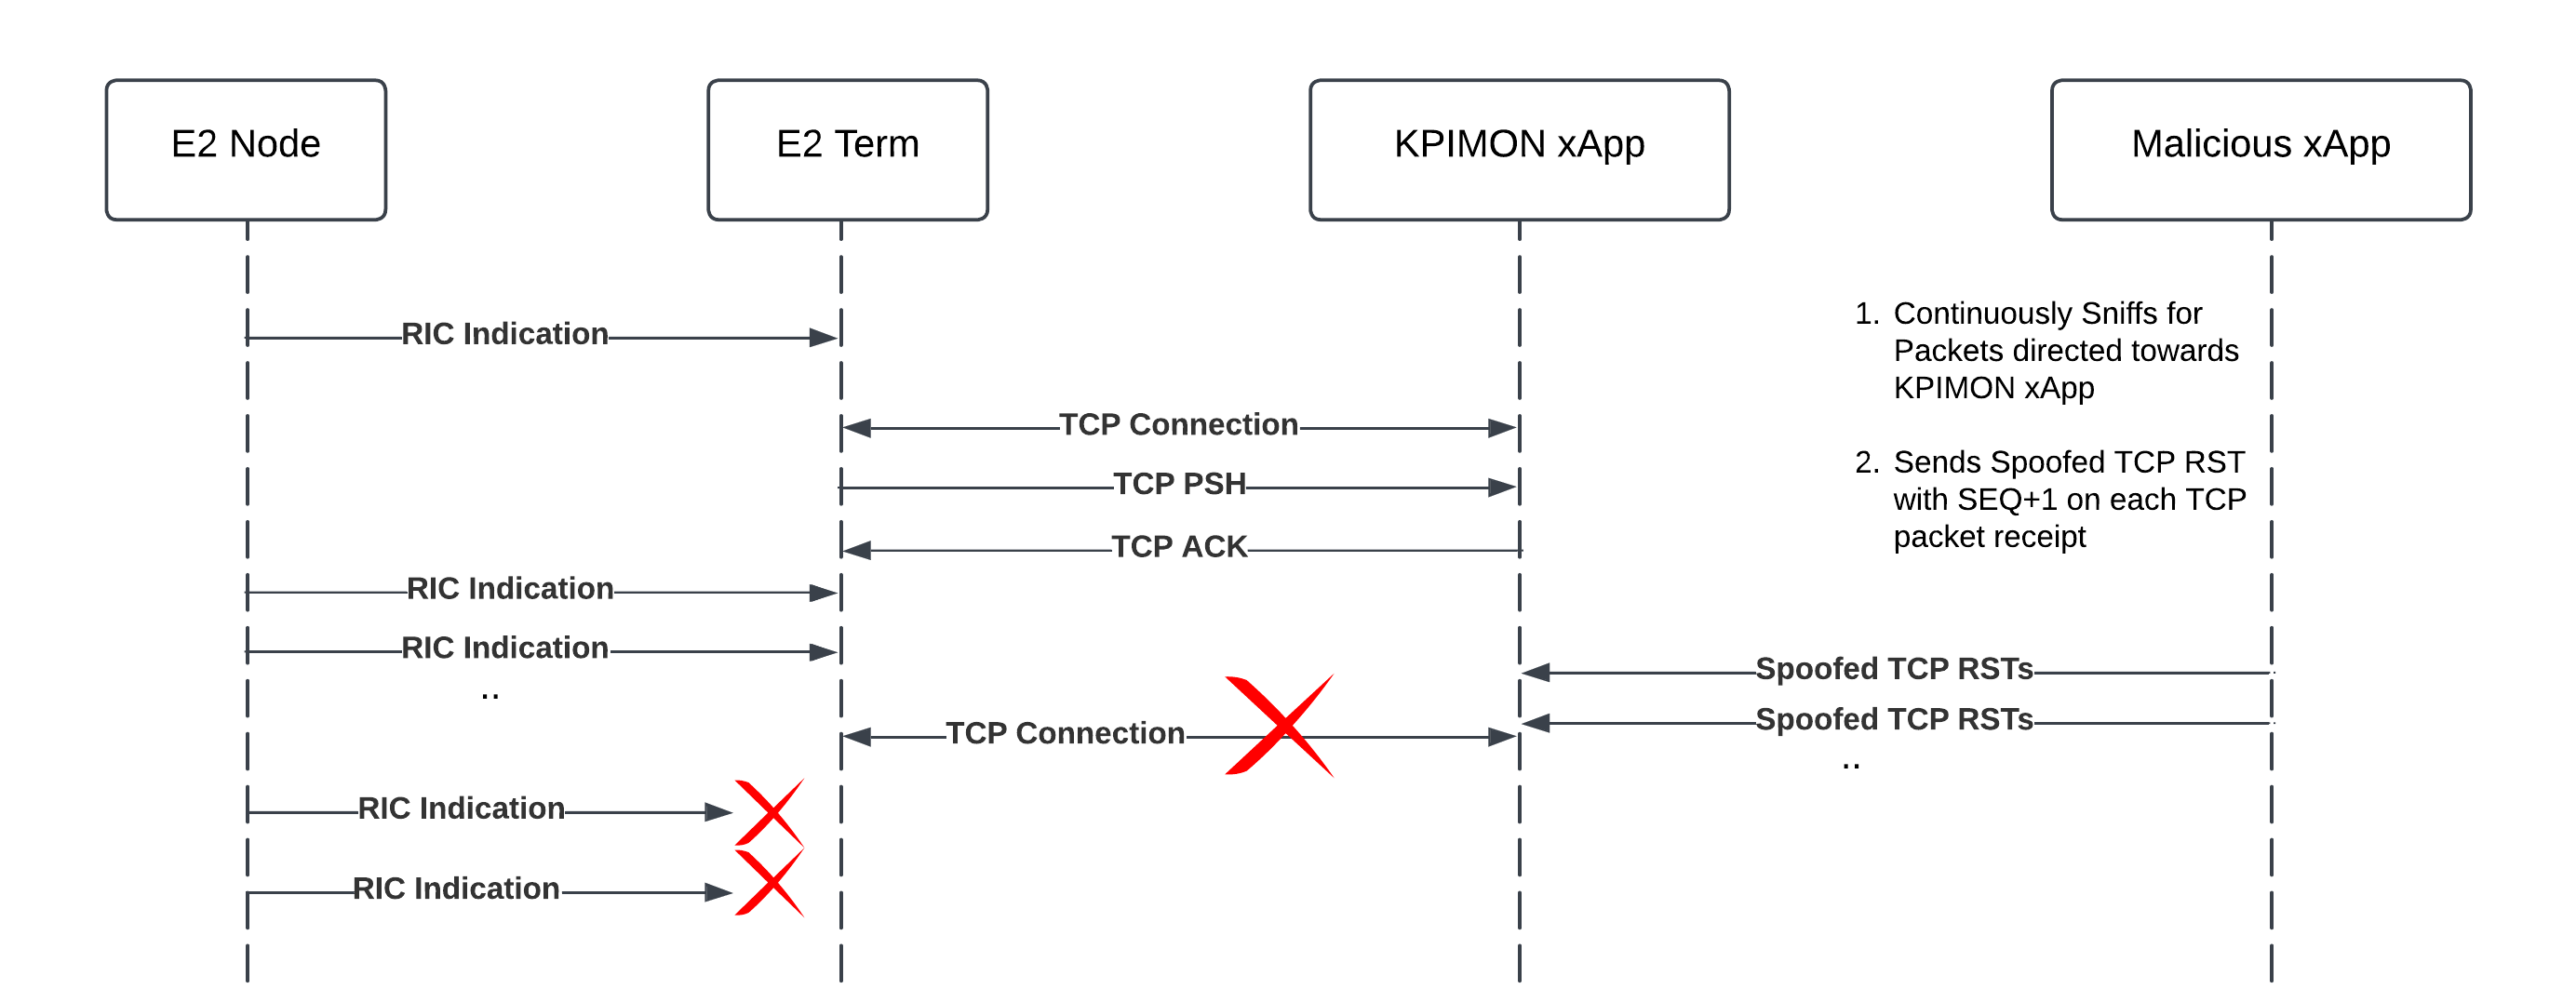 E2 Node
E2 Term
KPIMON xApp
Malicious xApp
1. Continuously Sniffs for
Packets directed towards
KPIMON xApp
RIC Indication
TCP Connection
2. Sends Spoofed TCP RST
with SEQ+1 on each TCP
packet receipt
TCP PSH
TCP ACK
RIC Indication
RIC Indication
..
Spoofed TCP RSTs
Spoofed TCP RSTs
..
TCP Connection
RIC Indication
RIC Indication